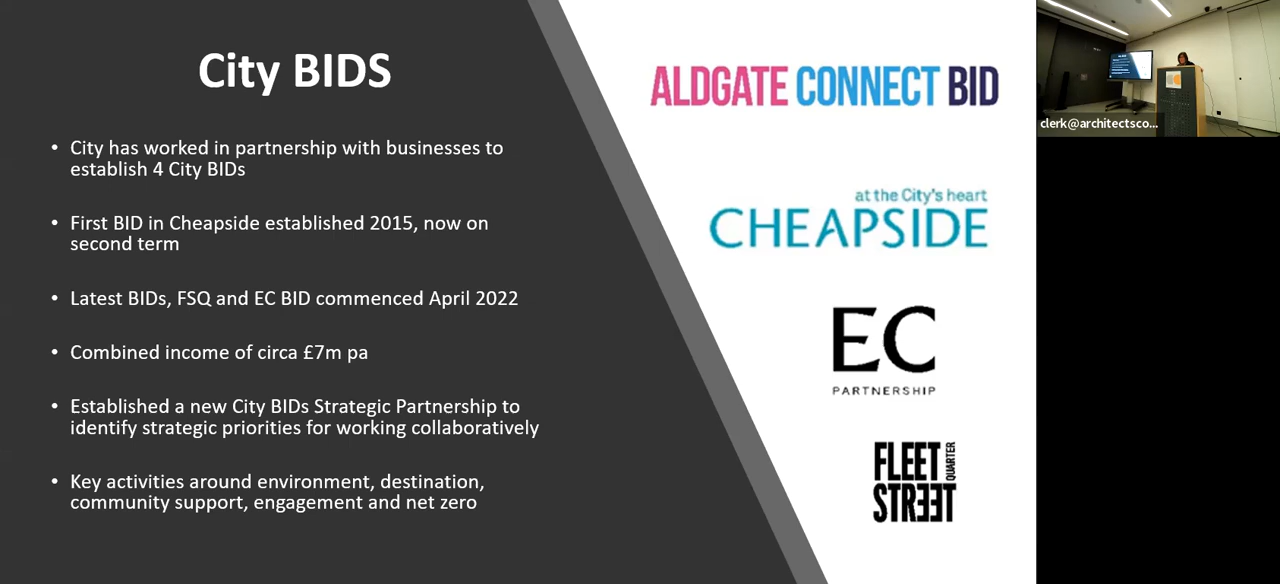 City BIDS
• City has worked in partnership with businesses to
establish 4 City BIDs
• First BID in Cheapside established 2015, now on
second term
• Latest BIDs, FSQ and EC BID commenced April 2022
• Combined income of circa £7m pa
• Established a new City BIDs Strategic Partnership to
identify strategic priorities for working collaboratively
• Key activities around environment, destination,
community support, engagement and net zero
ALDGATE CONNECT BID
at the City's heart
CHEAPSIDE
EC
PARTNERSHIP
FLEET
STREET
QUARTER
clerk@architectsco...